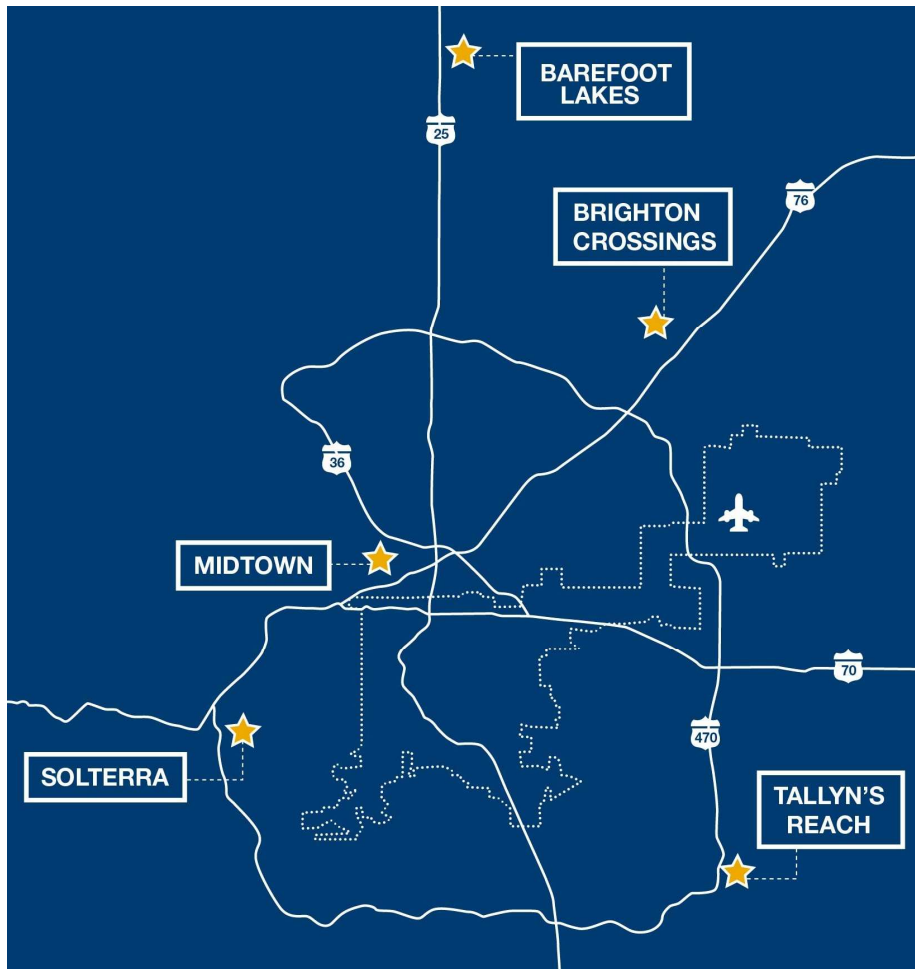 BAREFOOT
LAKES
25
76
BRIGHTON
CROSSINGS
36
MIDTOWN
70
470
SOLTERRA
TALLYN'S
REACH